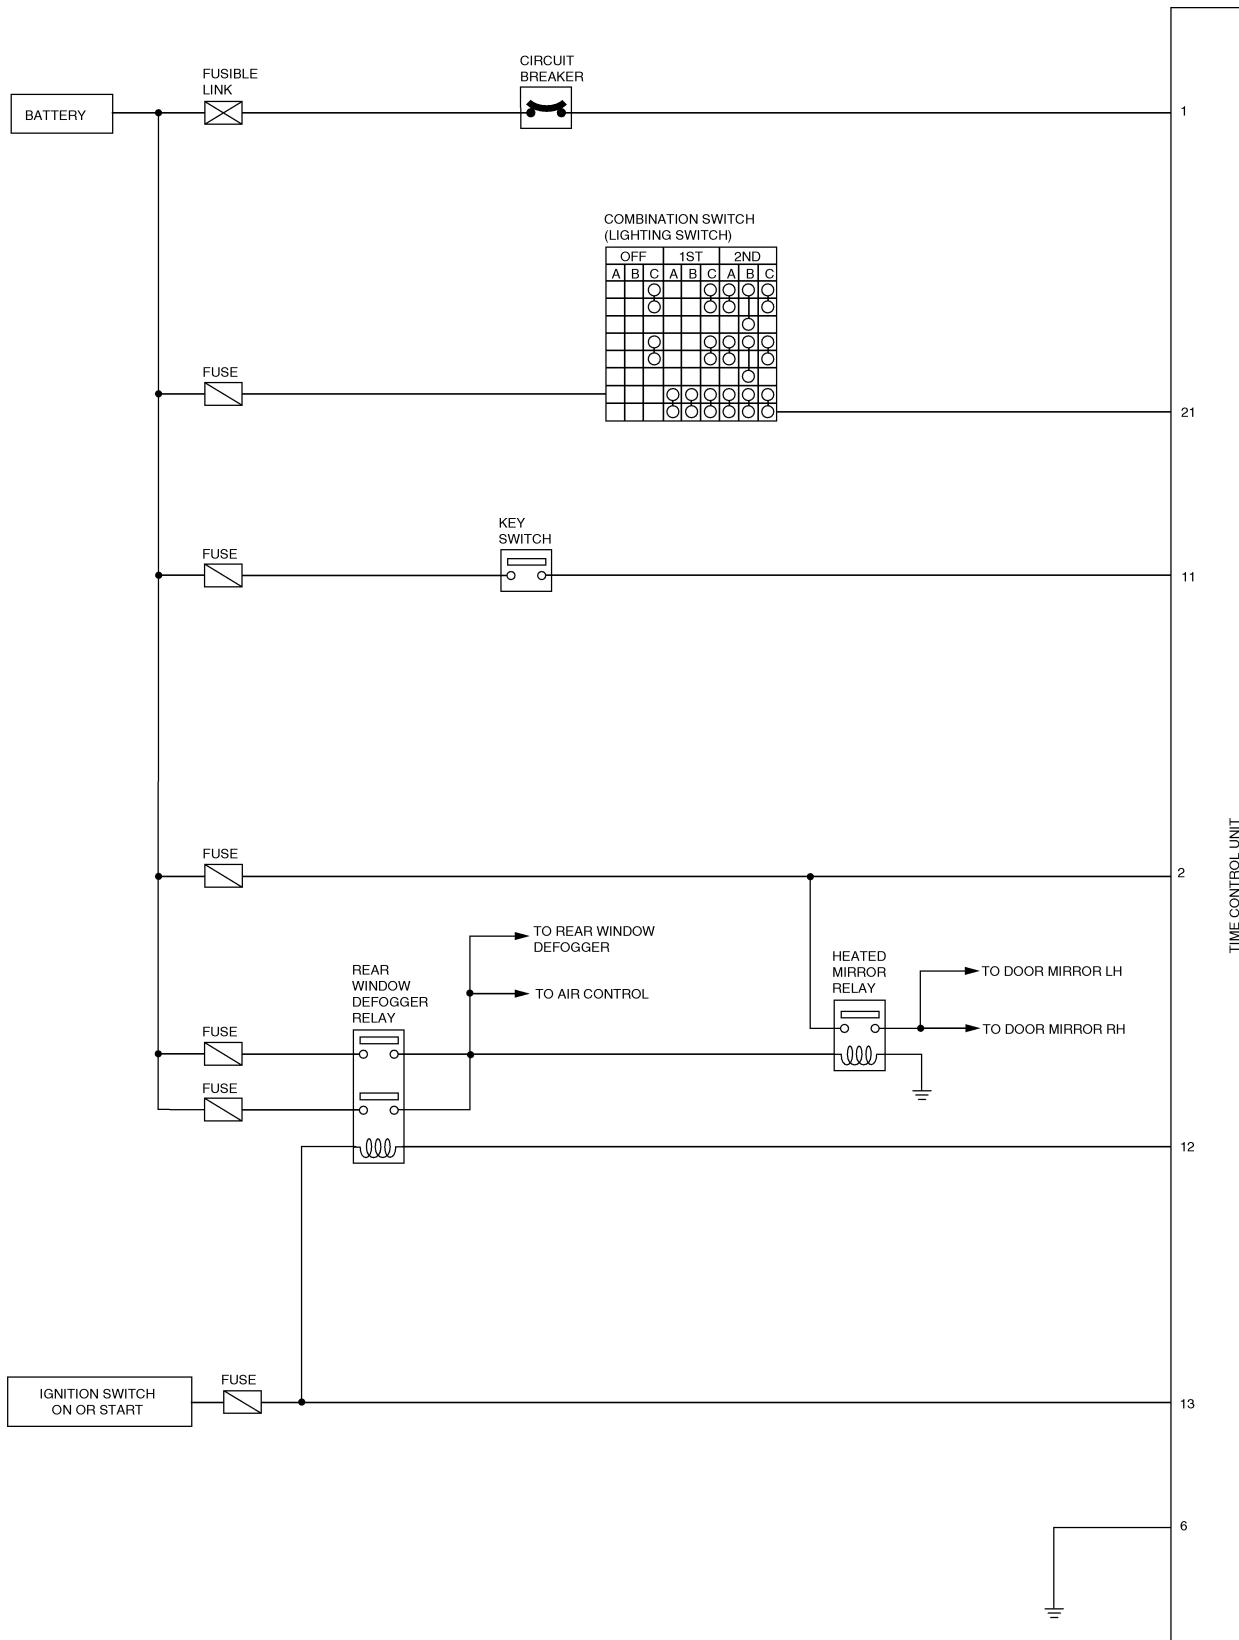 FUSIBLE
LINK
CIRCUIT
BREAKER
BATTERY
1
COMBINATION SWITCH
(LIGHTING SWITCH)
OFF 1ST 2ND
A B C A B C A B C
FUSE
21
KEY
SWITCH
FUSE
11
FUSE
2
TIME CONTROL UNIT
TO REAR WINDOW
DEFOGGER
HEATED
MIRROR
RELAY
REAR
WINDOW
DEFOGGER
RELAY
TO DOOR MIRROR LH
TO AIR CONTROL
TO DOOR MIRROR RH
FUSE
FUSE
12
FUSE
IGNITION SWITCH
ON OR START
13
6